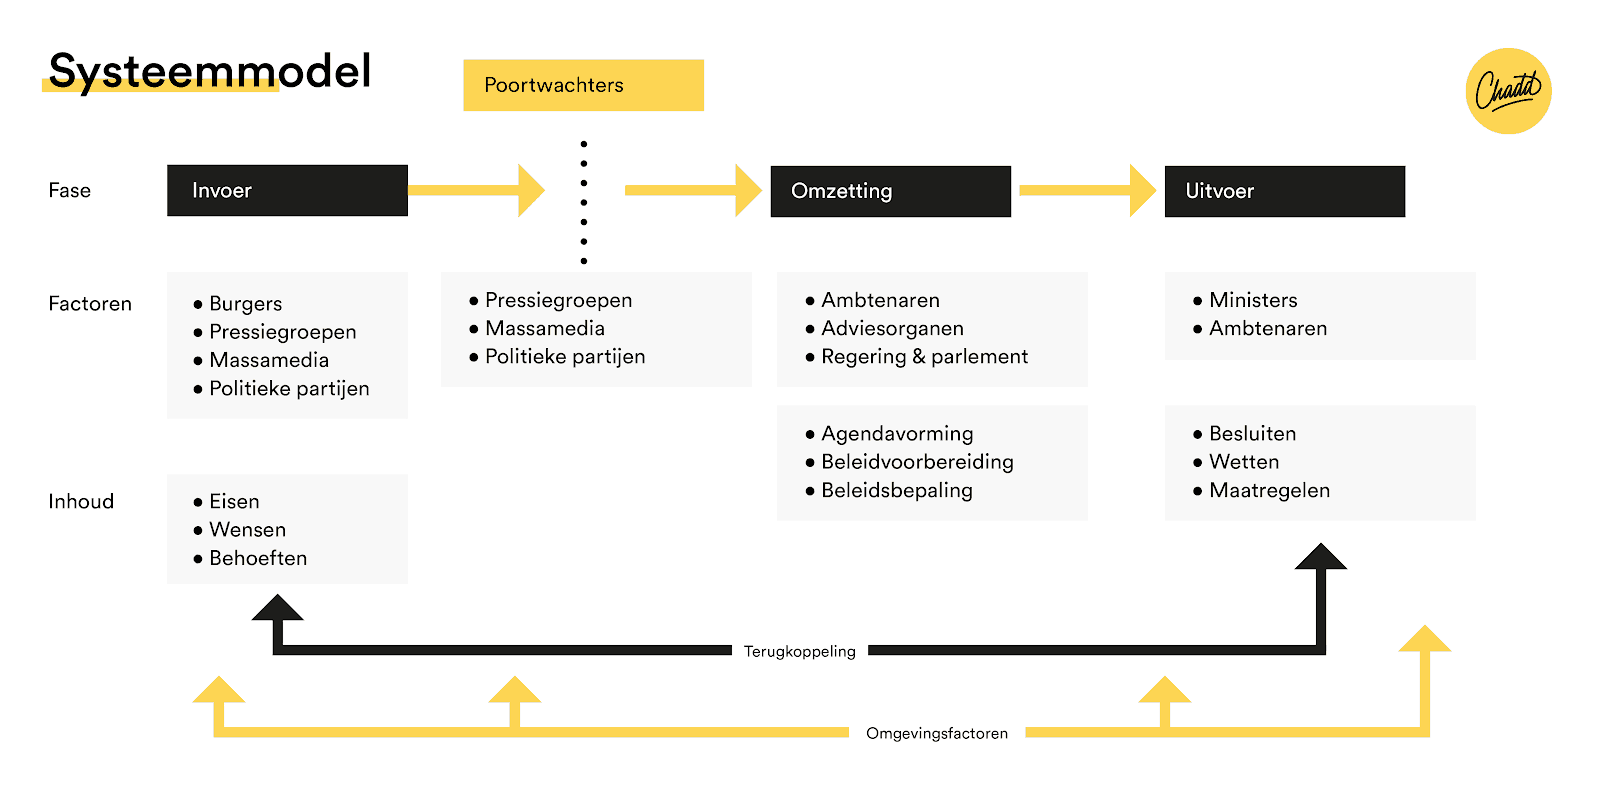 Systeemmodel
Poortwachters
Chadd
Fase
Invoer
Omzetting
Uitvoer
Factoren
● Burgers
● Pressiegroepen
● Massamedia
● Politieke partijen
● Pressiegroepen
● Massamedia
● Politieke partijen
● Ambtenaren
● Adviesorganen
● Regering & parlement
● Ministers
● Ambtenaren
● Agendavorming
● Beleidvoorbereiding
● Beleidsbepaling
● Besluiten
● Wetten
● Maatregelen
Inhoud
● Eisen
● Wensen
● Behoeften
Terugkoppeling
Omgevingsfactoren